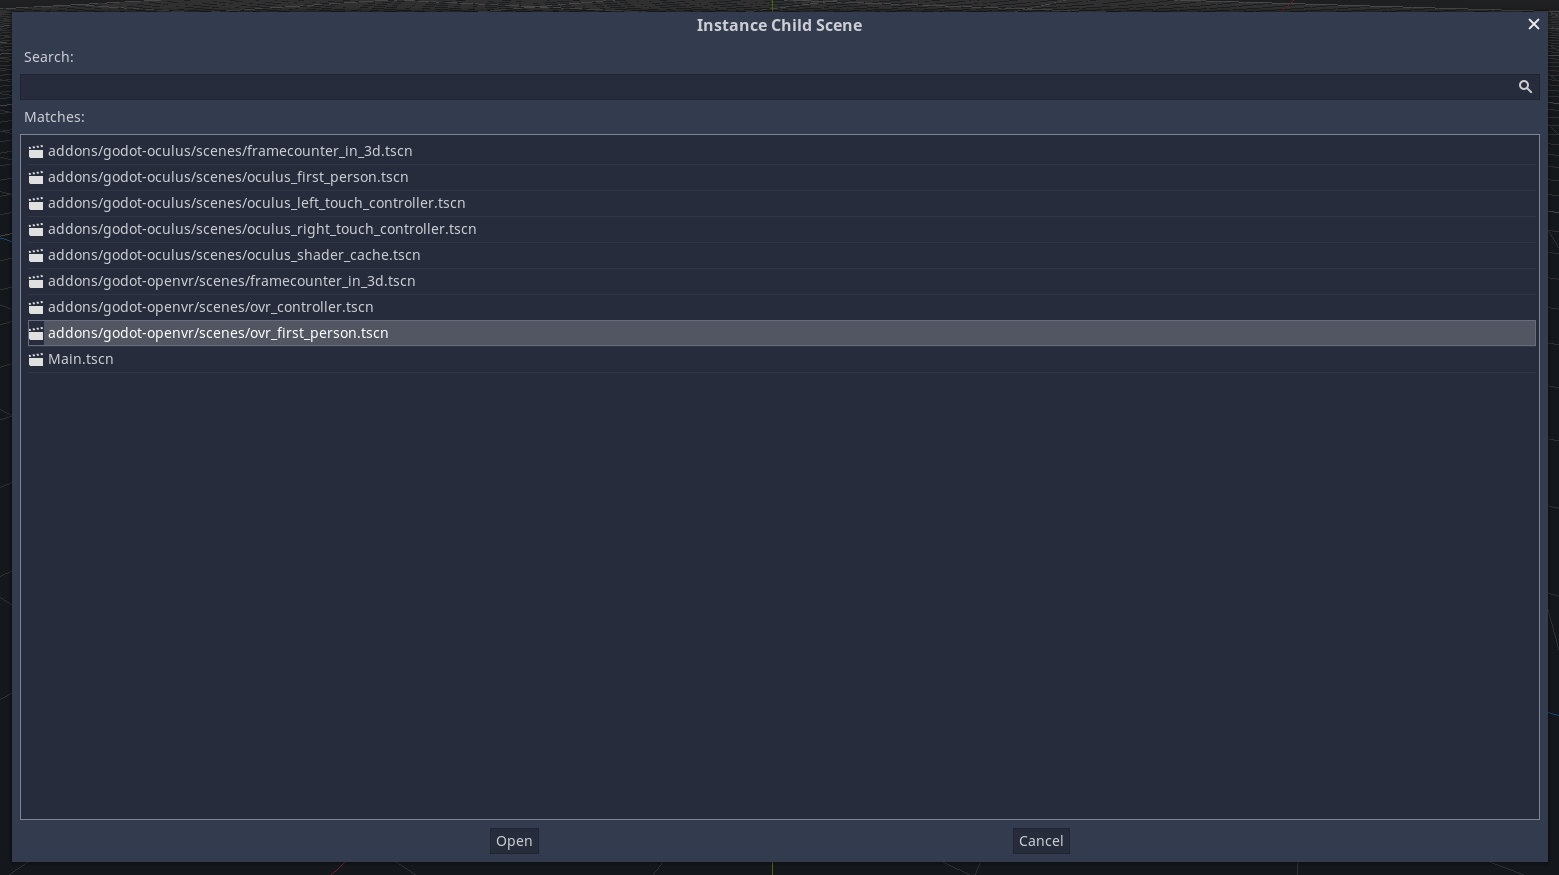 Instance Child Scene
Search:
Matches:
addons/godot-oculus/scenes/framecounter_in_3d.tscn
addons/godot-oculus/scenes/oculus_first_person.tscn
addons/godot-oculus/scenes/oculus_left_touch_controller.tscn
addons/godot-oculus/scenes/oculus_right_touch_controller.tscn
addons/godot-oculus/scenes/oculus_shader_cache.tscn
addons/godot-openvr/scenes/framecounter_in_3d.tscn
addons/godot-openvr/scenes/ovr_controller.tscn
addons/godot-openvr/scenes/ovr_first_person.tscn
Main.tscn
Open Cancel